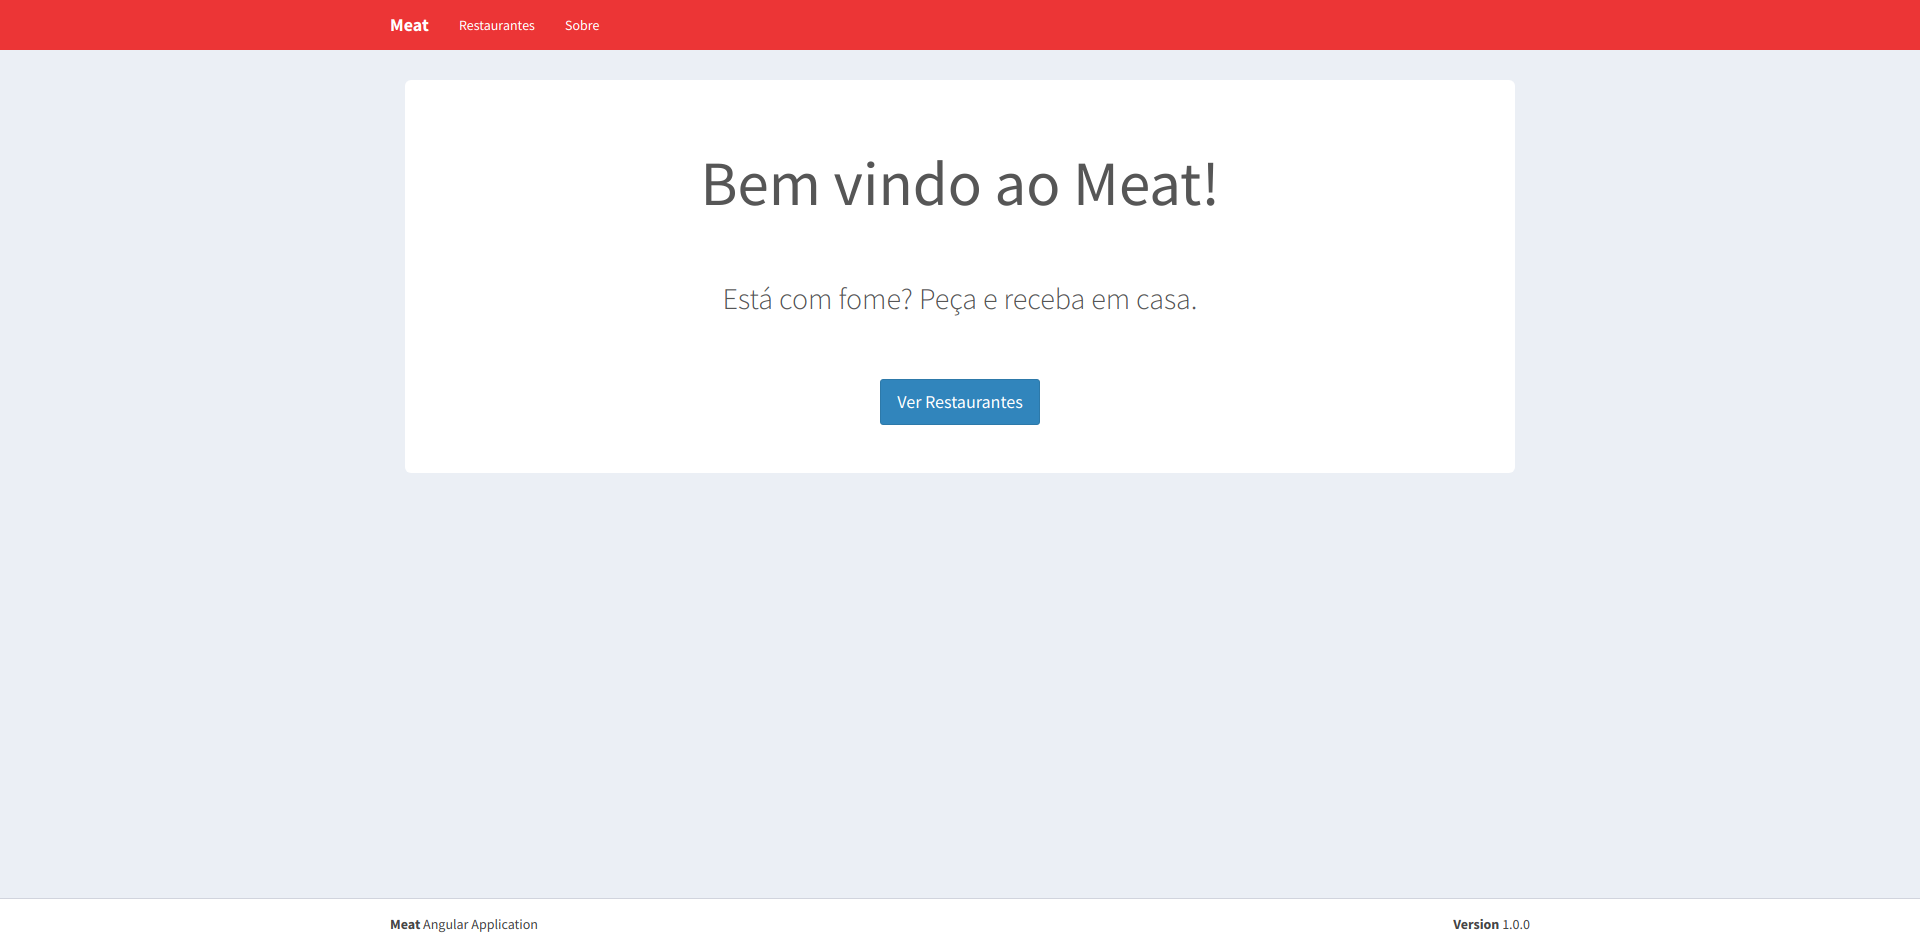 Meat Restaurantes Sobre
Bem vindo ao Meat!
Está com fome? Peça e receba em casa.
Ver Restaurantes
Meat Angular Application Version 1.0.0